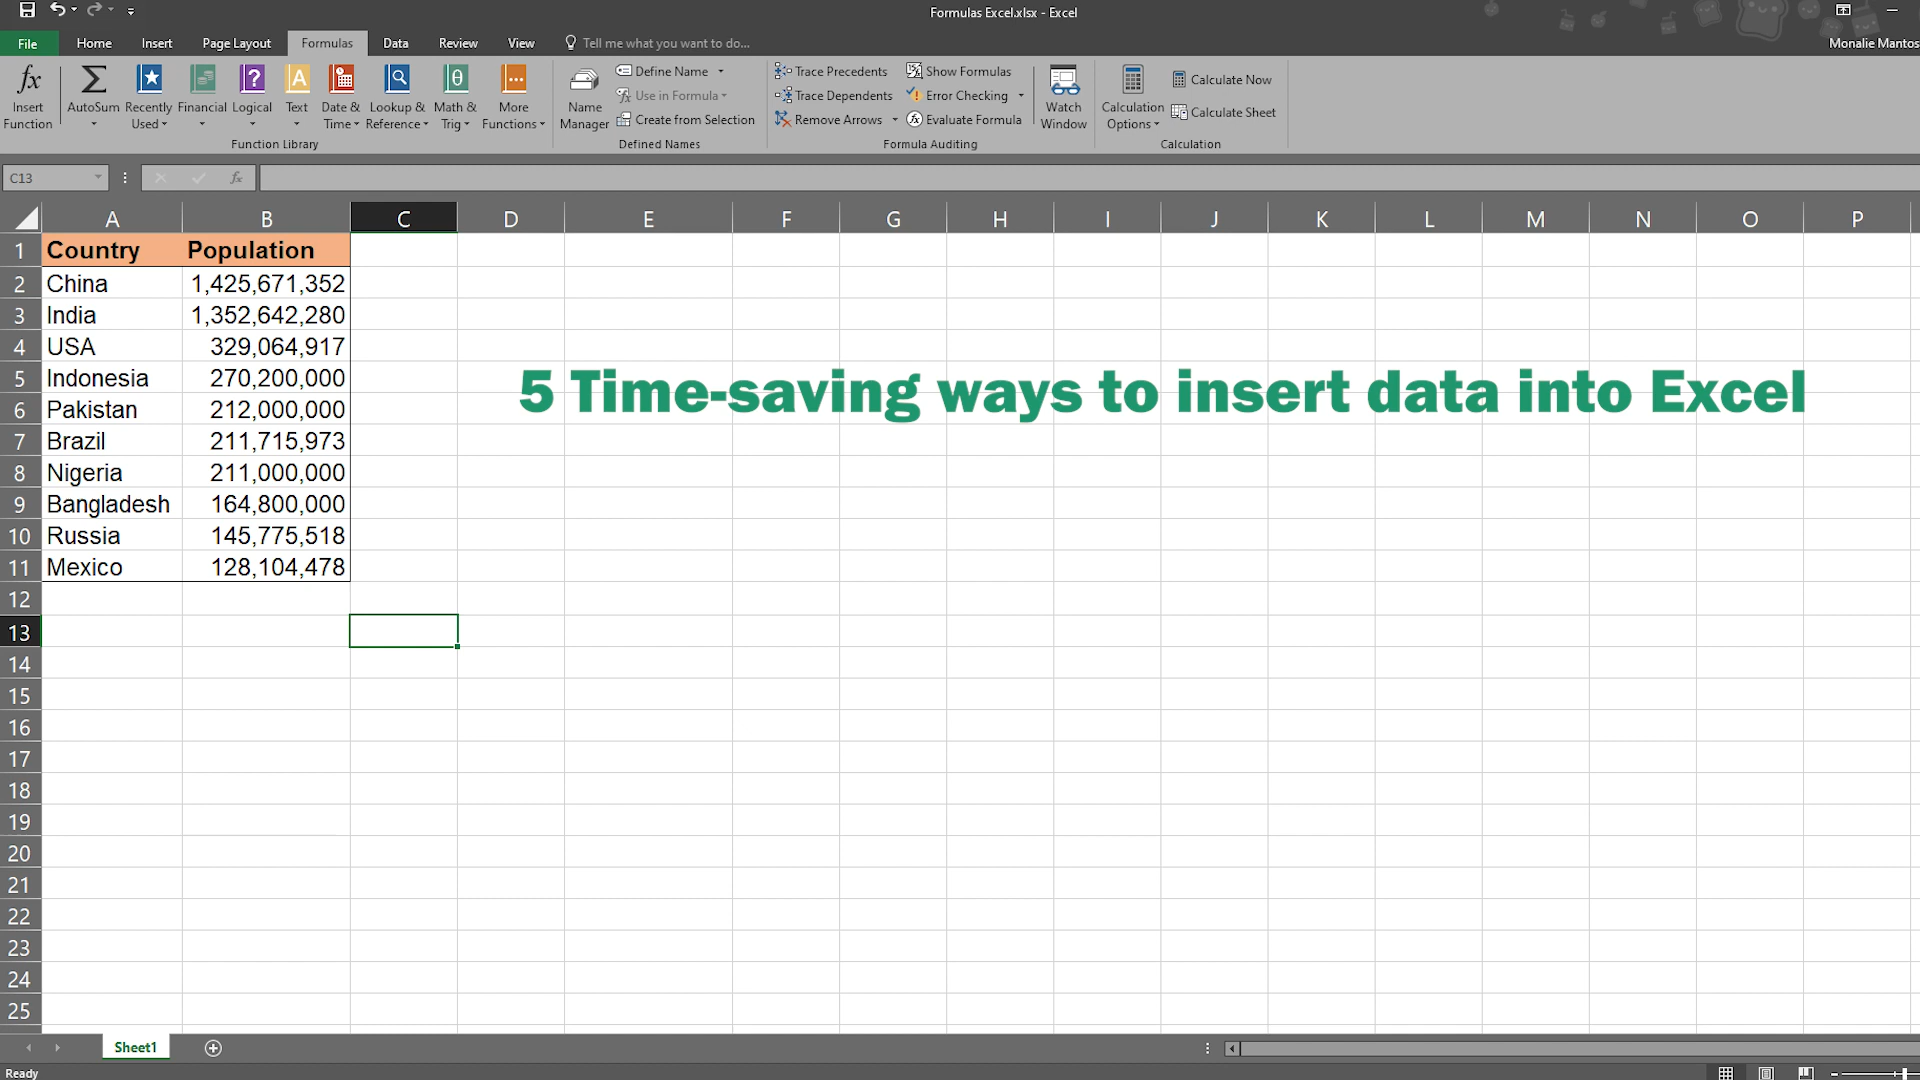 Formulas Excel.xlsx - Excel
File Home Insert Page Layout Formulas Data Review View Tell me what you want to do... Monalie Mantos
fx Insert Function
AutoSum
Recently Used
Financial
Logical
Text
Date & Time
Lookup & Reference
Math & Trig
More Functions
Function Library
Name Manager
Define Name
Use in Formula
Create from Selection
Defined Names
Trace Precedents
Trace Dependents
Remove Arrows
Show Formulas
Error Checking
Evaluate Formula
Formula Auditing
Watch Window
Calculation Options
Calculate Now
Calculate Sheet
Calculation
C13 fx
A B C D E F G H I J K L M N O P
1 Country Population
2 China 1,425,671,352
3 India 1,352,642,280
4 USA 329,064,917
5 Indonesia 270,200,000
5 Time-saving ways to insert data into Excel
6 Pakistan 212,000,000
7 Brazil 211,715,973
8 Nigeria 211,000,000
9 Bangladesh 164,800,000
10 Russia 145,775,518
11 Mexico 128,104,478
12
13
14
15
16
17
18
19
20
21
22
23
24
25
Sheet1
Ready